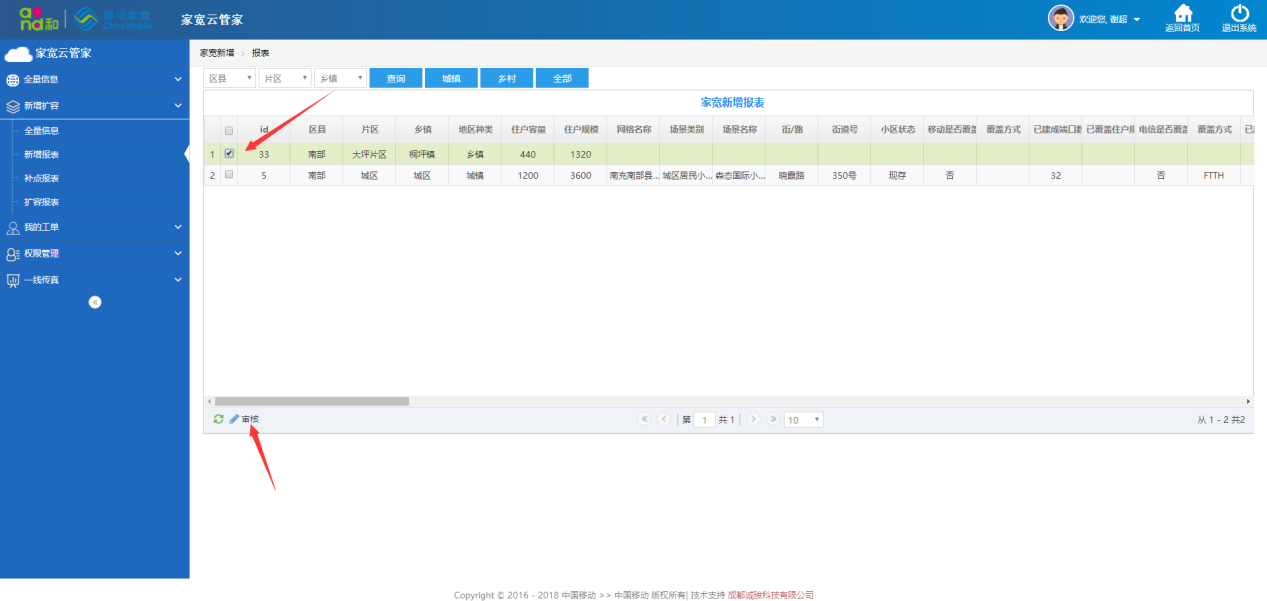 and和 移动家宽 China Mobile 家宽云管家 欢迎您, 谢超 返回首页 退出系统
家宽云管家
家宽新增 > 报表
全量信息
区县 片区 乡镇 查询 城镇 乡村 全部
新增扩容
家宽新增报表
全量信息
id 区县 片区 乡镇 地区种类 住户容量 住户规模 网格名称 场景类别 场景名称 街/路 街道号 小区状态 移动是否覆盖 覆盖方式 已建成端口数 已覆盖住户规 电信是否覆盖 覆盖方式 已
新增报表
1 33 南部 大坪片区 桐坪镇 乡镇 440 1320
补点报表
2 5 南部 城区 城区 城镇 1200 3600 南充南部县... 城区居民小... 森态国际小... 晓霞路 350号 现存 否 32 否 FTTH
扩容报表
我的工单
权限管理
一线传真
审核 第 1 共 1 10 从 1 - 2 共2
Copyright © 2016 - 2018 中国移动 >> 中国移动 版权所有| 技术支持 成都诚骏科技有限公司